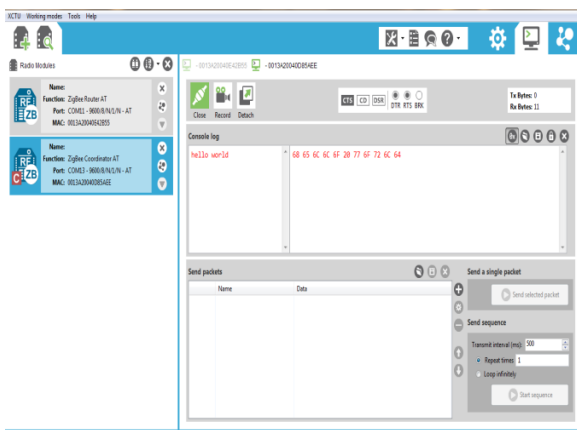 XCTU Working modes Tools Help
Radio Modules
- 0013A20040E42B55 - 0013A20040D85AEE
Name:
Function: ZigBee Router AT
Port: COM11 - 9600/8/N/1/N - AT
MAC: 0013A20040E42B55
Name:
Function: ZigBee Coordinator AT
Port: COM13 - 9600/8/N/1/N - AT
MAC: 0013A20040D85AEE
Close Record Detach
CTS CD DSR DTR RTS BRK
Tx Bytes: 0
Rx Bytes: 11
Console log
hello world 68 65 6C 6C 6F 20 77 6F 72 6C 64
Send packets
Name Data
Send a single packet
Send selected packet
Send sequence
Transmit interval (ms): 500
Repeat times 1
Loop infinitely
Start sequence